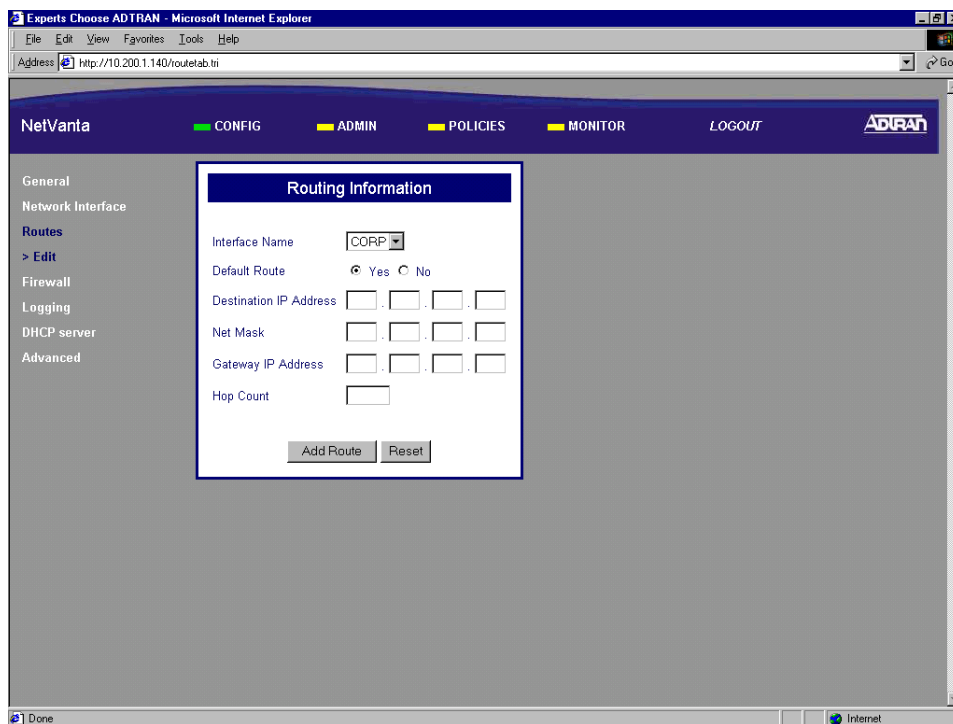 Experts Choose ADTRAN - Microsoft Internet Explorer
File Edit View Favorites Tools Help
Address http://10.200.1.140/routetab.tri Go
NetVanta CONFIG ADMIN POLICIES MONITOR LOGOUT ADTRAN
General
Network Interface
Routes
> Edit
Firewall
Logging
DHCP server
Advanced
Routing Information
Interface Name CORP
Default Route Yes No
Destination IP Address . . .
Net Mask . . .
Gateway IP Address . . .
Hop Count
Add Route Reset
Done Internet